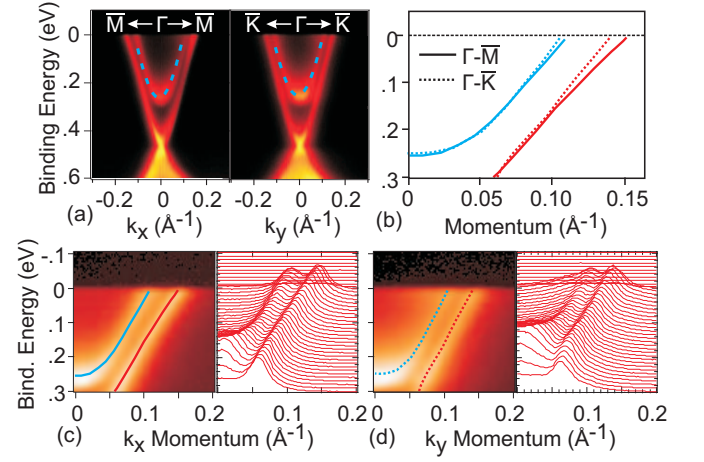 M̅ ← Γ → M̅
K̅ ← Γ → K̅
Binding Energy (eV)
0
.2
.4
.6
-0.2 0 0.2
-0.2 0 0.2
(a)
kx (Å-1)
ky (Å-1)
0
.1
.2
.3
Γ-M̅
Γ-K̅
0 0.05 0.10 0.15
(b)
Momentum (Å-1)
Bind. Energy (eV)
-.1
0
.1
.2
0.3
0 0.1 0.2
0.1 0.2
0 0.1 0.2
0.1 0.2
(c)
kx Momentum (Å-1)
(d)
ky Momentum (Å-1)